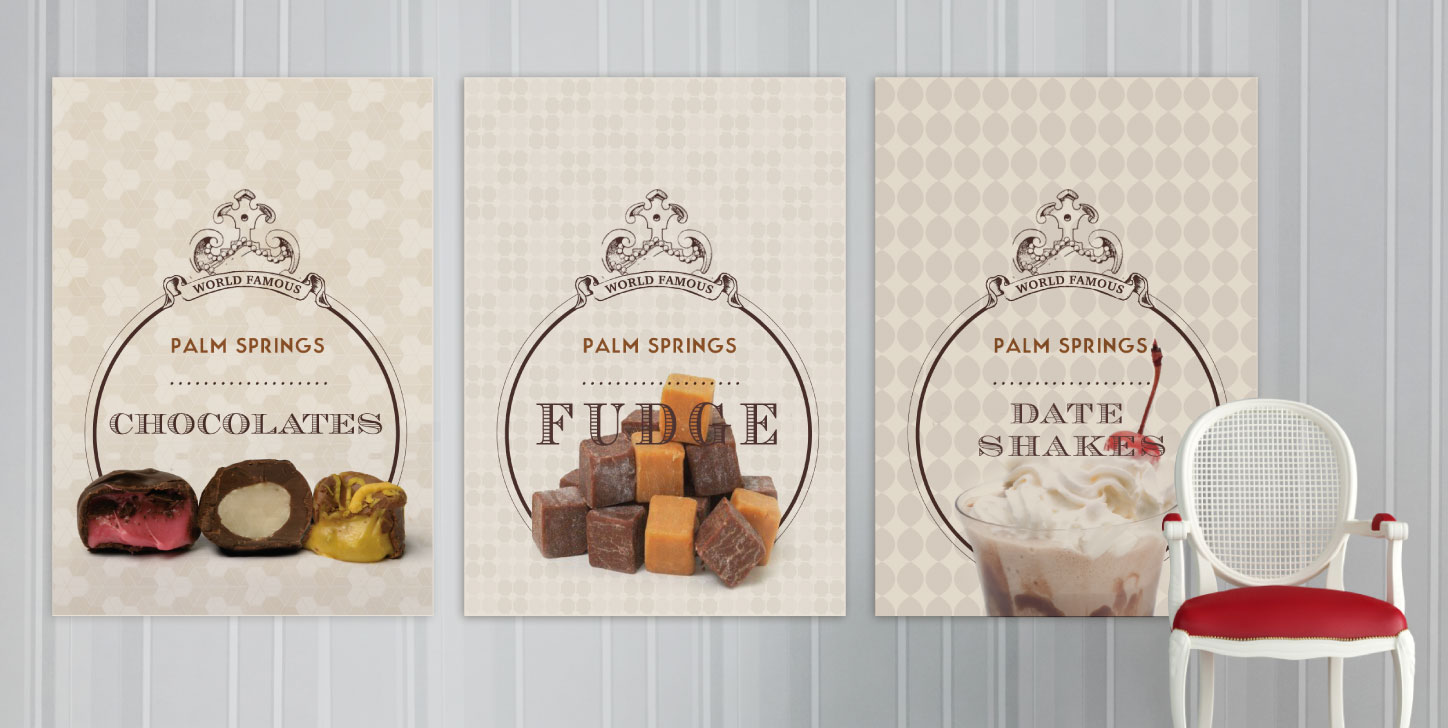 WORLD FAMOUS
PALM SPRINGS
CHOCOLATES
WORLD FAMOUS
PALM SPRINGS
FUDGE
WORLD FAMOUS
PALM SPRINGS
DATE
SHAKES